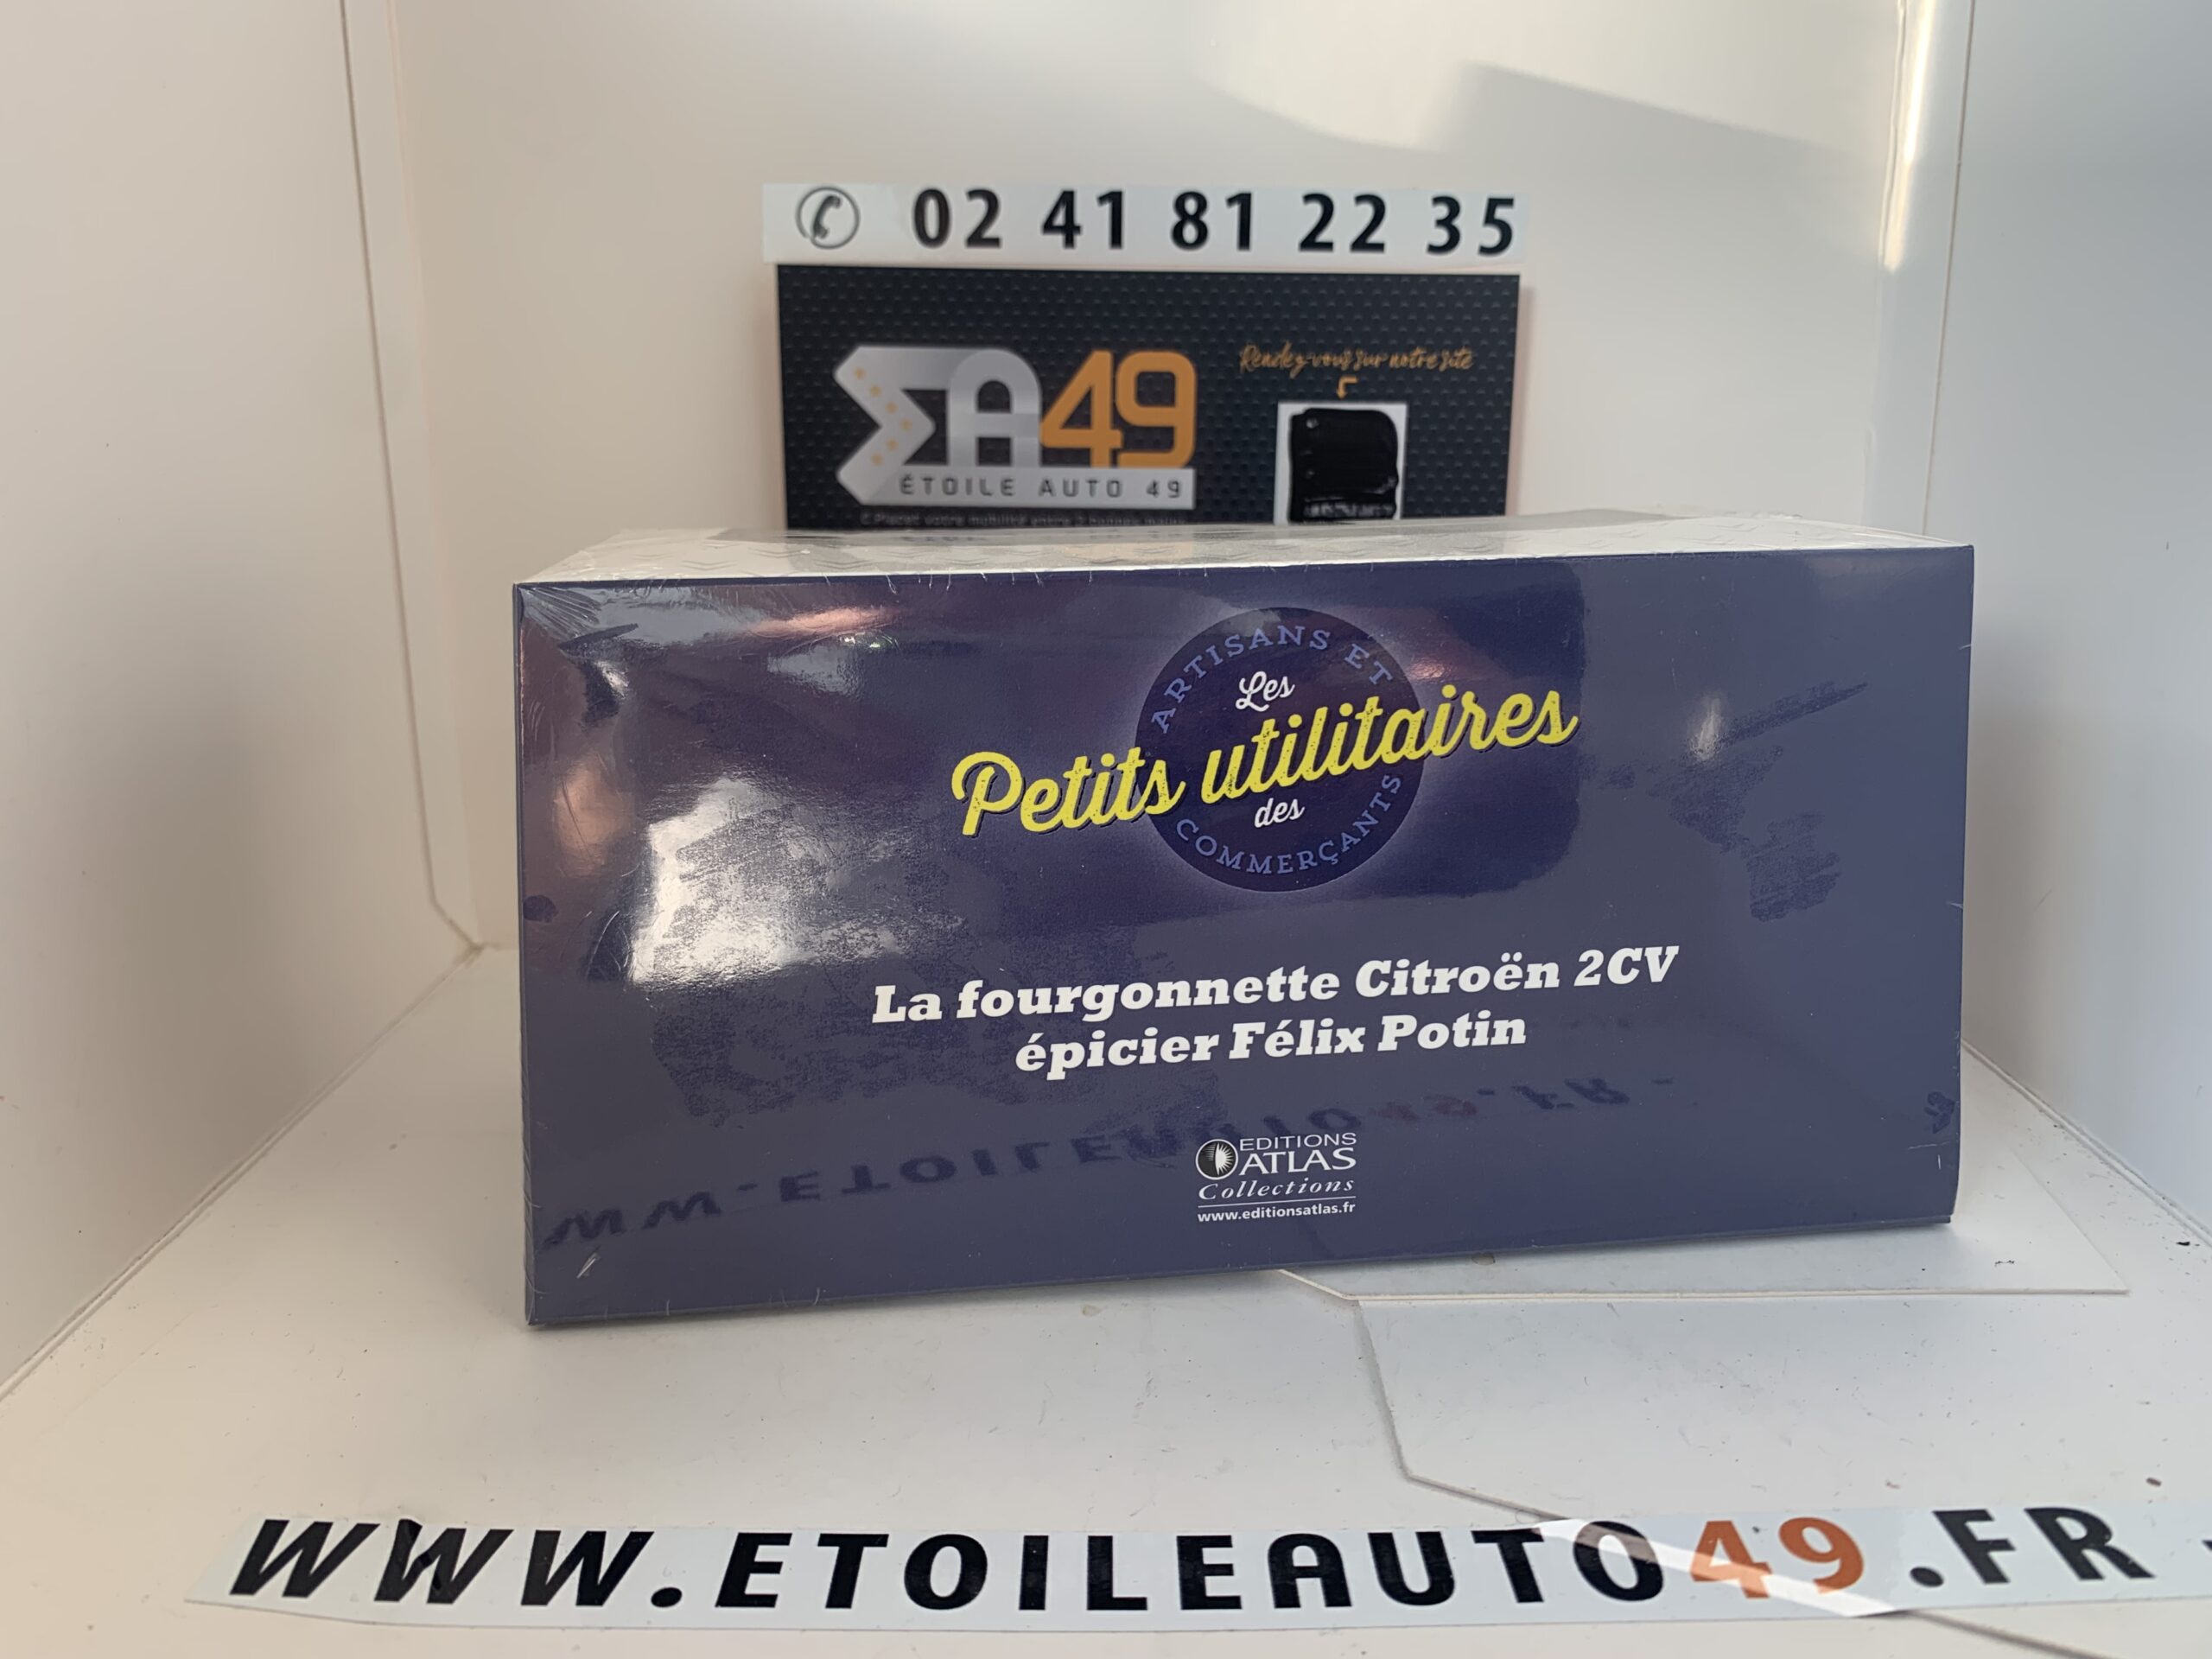 ✆ 02 41 81 22 35
Rendez-vous sur notre site
EA49
ÉTOILE AUTO 49
ARTISANS ET
Les
Petits utilitaires
des
COMMERÇANTS
La fourgonnette Citroën 2CV
épicier Félix Potin
EDITIONS
ATLAS
Collections
www.editionsatlas.fr
WWW.ETOILEAUTO49.FR